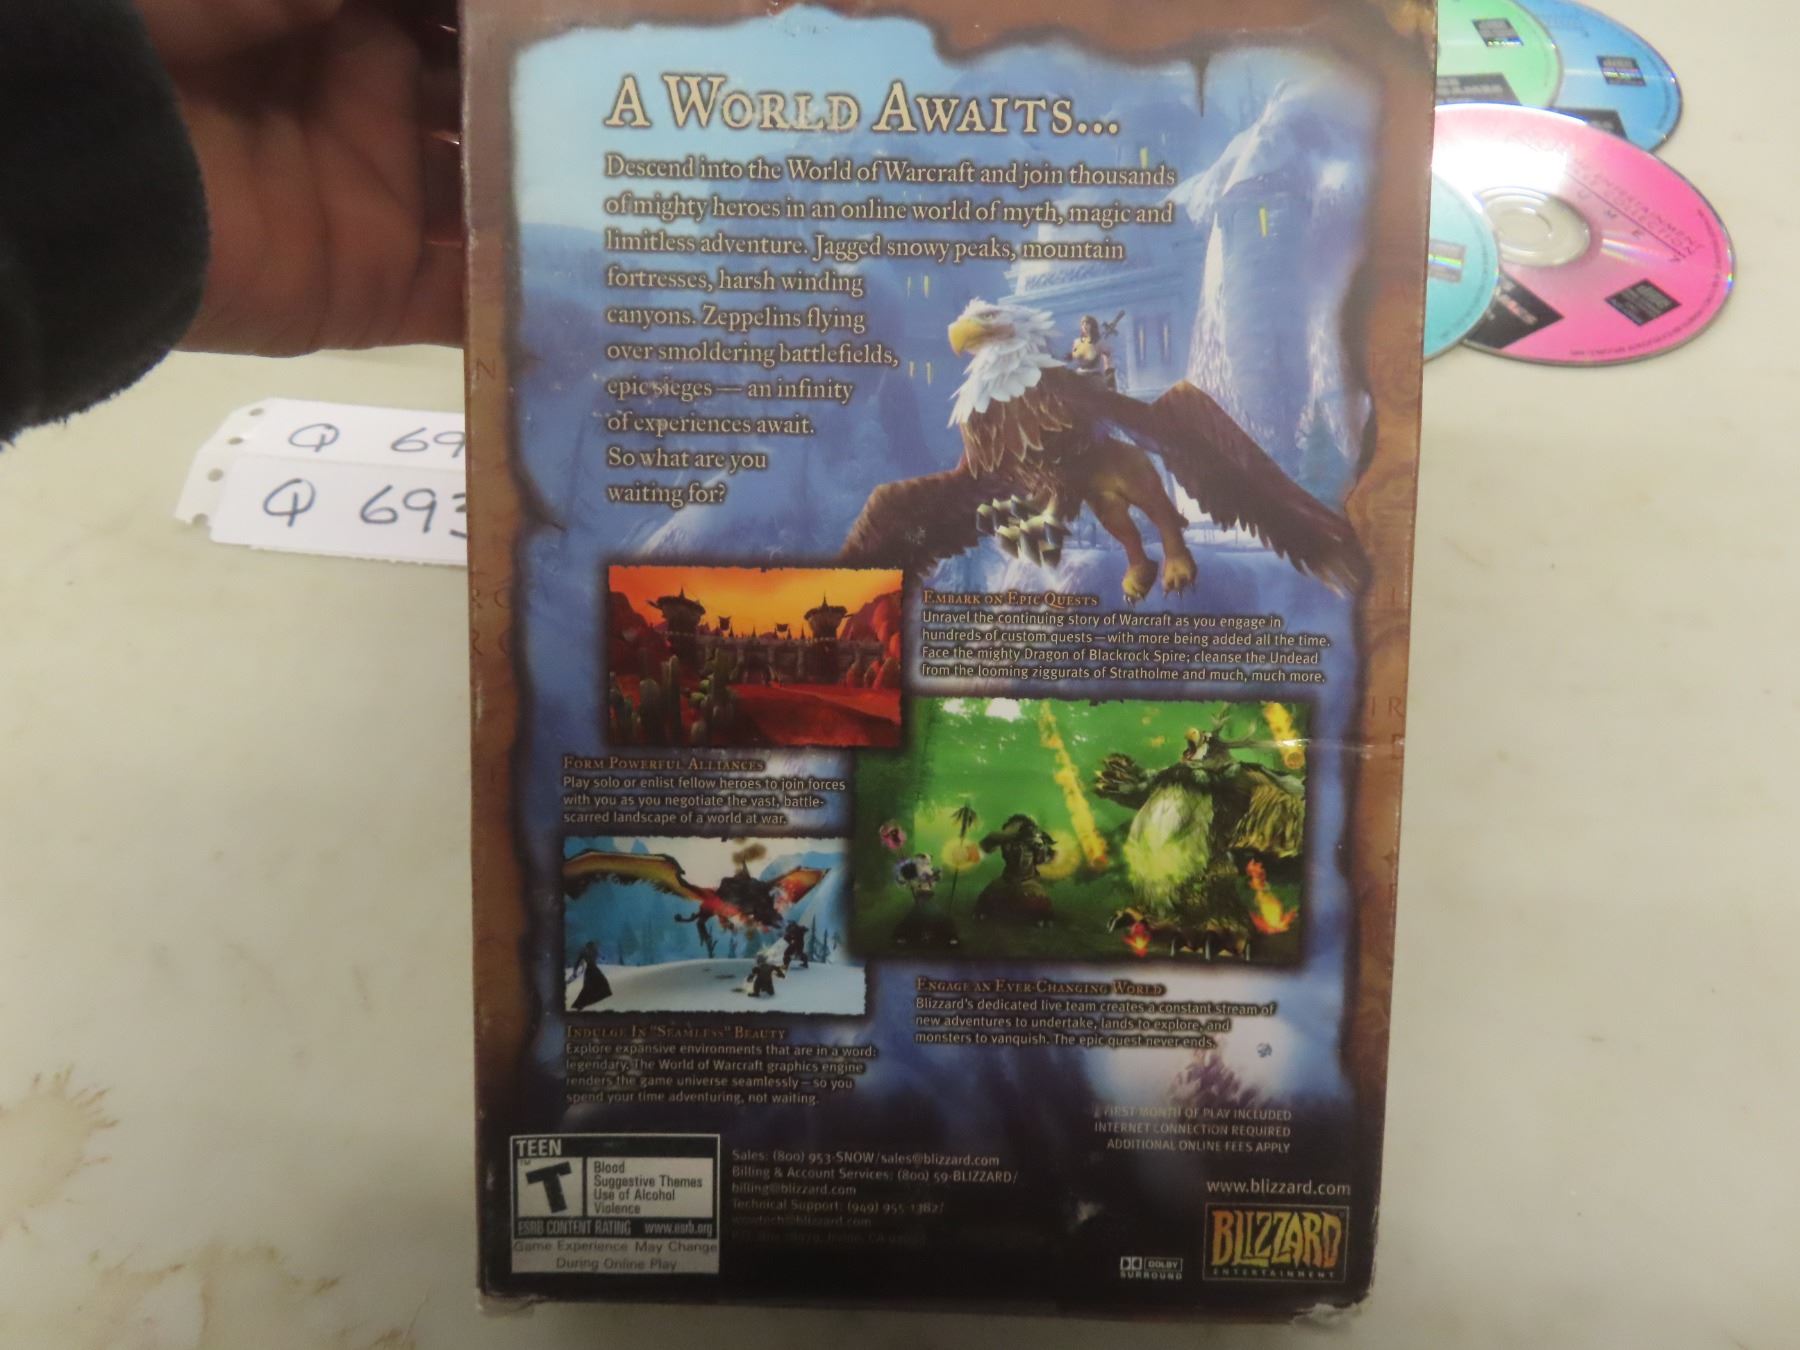 A World Awaits...
Descend into the World of Warcraft and join thousands
of mighty heroes in an online world of myth, magic and
limitless adventure. Jagged snowy peaks, mountain
fortresses, harsh winding
canyons. Zeppelins flying
over smoldering battlefields,
epic sieges — an infinity
of experiences await.
So what are you
waiting for?
Embark on Epic Quests
Unravel the continuing story of Warcraft as you engage in
hundreds of custom quests—with more being added all the time.
Face the mighty Dragon of Blackrock Spire; cleanse the Undead
from the looming ziggurats of Stratholme and much, much more.
Form Powerful Alliances
Play solo or enlist fellow heroes to join forces
with you as you negotiate the vast, battle-
scarred landscape of a world at war.
Indulge In "Seamless" Beauty
Explore expansive environments that are in a word:
legendary. The World of Warcraft graphics engine
renders the game universe seamlessly — so you
spend your time adventuring, not waiting.
Engage an Ever-Changing World
Blizzard's dedicated live team creates a constant stream of
new adventures to undertake, lands to explore, and
monsters to vanquish. The epic quest never ends.
FIRST MONTH OF PLAY INCLUDED
INTERNET CONNECTION REQUIRED
ADDITIONAL ONLINE FEES APPLY
TEEN
T
Blood
Suggestive Themes
Use of Alcohol
Violence
ESRB CONTENT RATING www.esrb.org
Game Experience May Change
During Online Play
Sales: (800) 953-SNOW/sales@blizzard.com
Billing & Account Services: (800) 59-BLIZZARD/
billing@blizzard.com
Technical Support: (949) 955-1382/
wowtech@blizzard.com
www.blizzard.com
BLIZZARD
ENTERTAINMENT
DOLBY
SURROUND
Q 69
Q 693